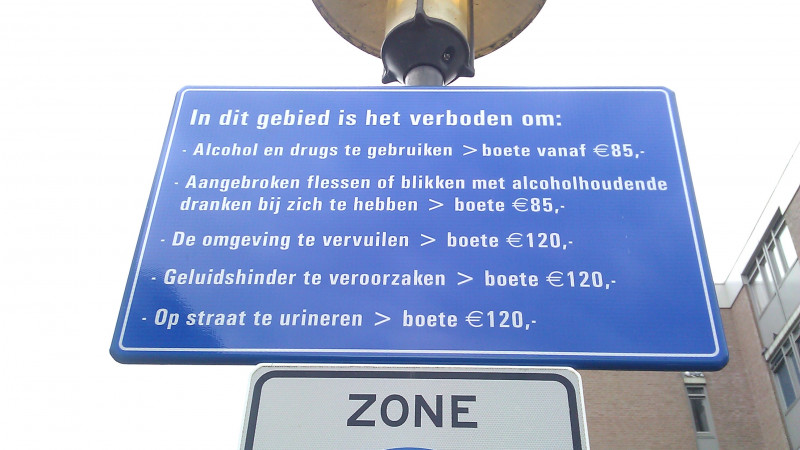 In dit gebied is het verboden om:
- Alcohol en drugs te gebruiken > boete vanaf €85,-
- Aangebroken flessen of blikken met alcoholhoudende
dranken bij zich te hebben > boete €85,-
- De omgeving te vervuilen > boete €120,-
- Geluidshinder te veroorzaken > boete €120,-
- Op straat te urineren > boete €120,-
ZONE